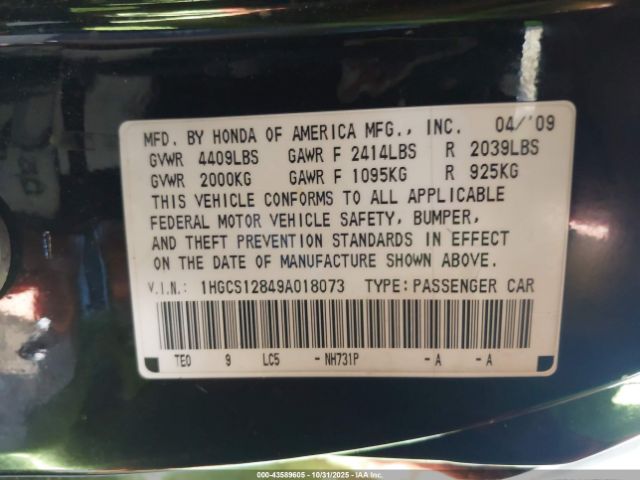 MFD. BY HONDA OF AMERICA MFG., INC. 04/'09
GVWR 4409LBS GAWR F 2414LBS R 2039LBS
GVWR 2000KG GAWR F 1095KG R 925KG
THIS VEHICLE CONFORMS TO ALL APPLICABLE
FEDERAL MOTOR VEHICLE SAFETY, BUMPER,
AND THEFT PREVENTION STANDARDS IN EFFECT
ON THE DATE OF MANUFACTURE SHOWN ABOVE.
V.I.N.: 1HGCS12849A018073 TYPE: PASSENGER CAR
TE0 9 LC5 - NH731P - A - A
000-43589605 - 10/31/2025 - IAA